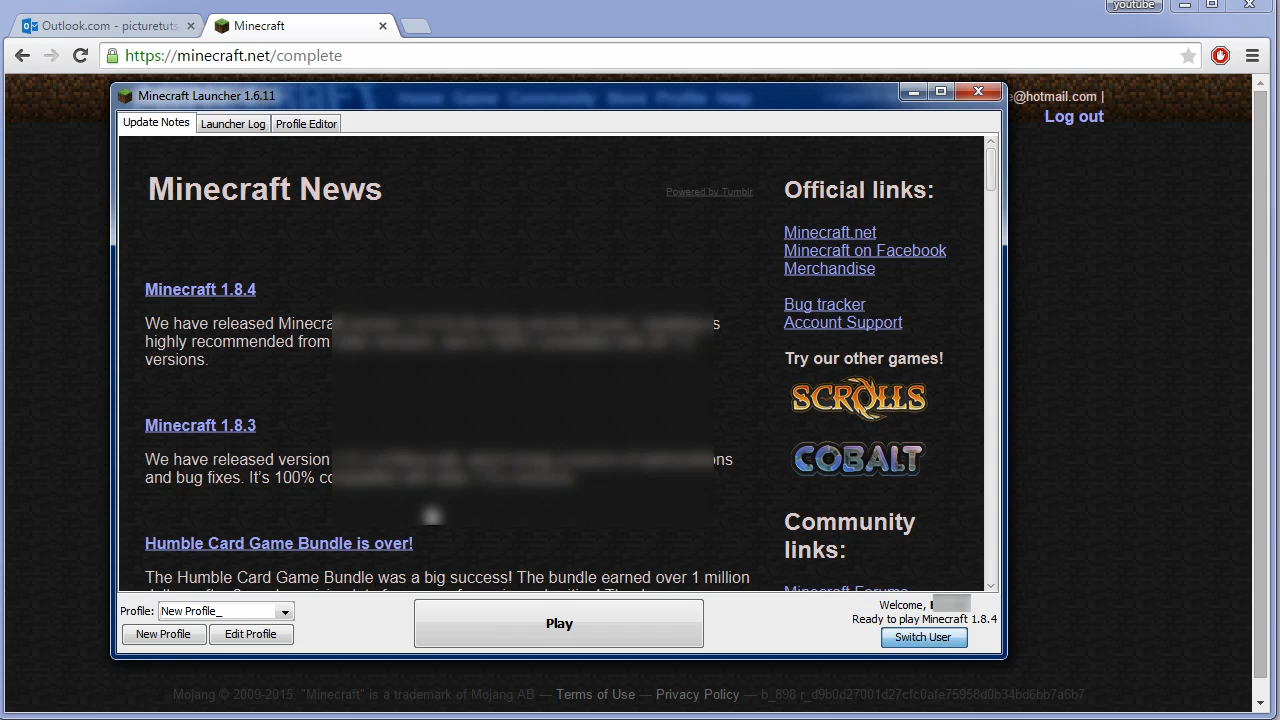 youtube
Outlook.com - picturetuts
Minecraft
https://minecraft.net/complete
Minecraft Launcher 1.6.11
@hotmail.com |
Log out
Update Notes
Launcher Log
Profile Editor
Minecraft News
Powered by Tumblr
Official links:
Minecraft.net
Minecraft on Facebook
Merchandise
Bug tracker
Account Support
Try our other games!
SCROLLS
COBALT
Community
links:
Minecraft Forums
Minecraft 1.8.4
We have released
highly recommended from
versions.
Minecraft 1.8.3
We have released version
and bug fixes. It's 100%
Humble Card Game Bundle is over!
The Humble Card Game Bundle was a big success! The bundle earned over 1 million
Profile: New Profile_
New Profile
Edit Profile
Play
Welcome,
Ready to play Minecraft 1.8.4
Switch User
Mojang © 2009-2015. "Minecraft" is a trademark of Mojang AB — Terms of Use — Privacy Policy — b_898